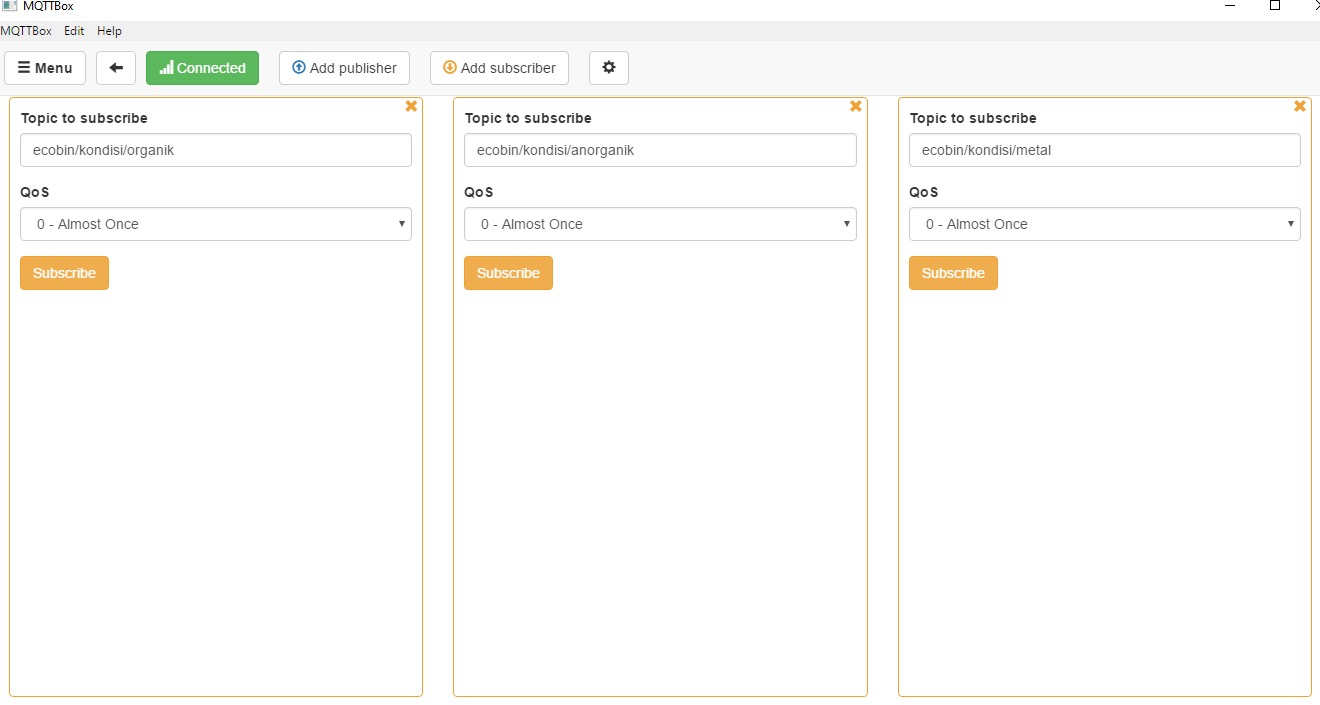 MQTTBox
MQTTBox Edit Help
Menu Connected Add publisher Add subscriber
Topic to subscribe
ecobin/kondisi/organik
QoS
0 - Almost Once
Subscribe
Topic to subscribe
ecobin/kondisi/anorganik
QoS
0 - Almost Once
Subscribe
Topic to subscribe
ecobin/kondisi/metal
QoS
0 - Almost Once
Subscribe